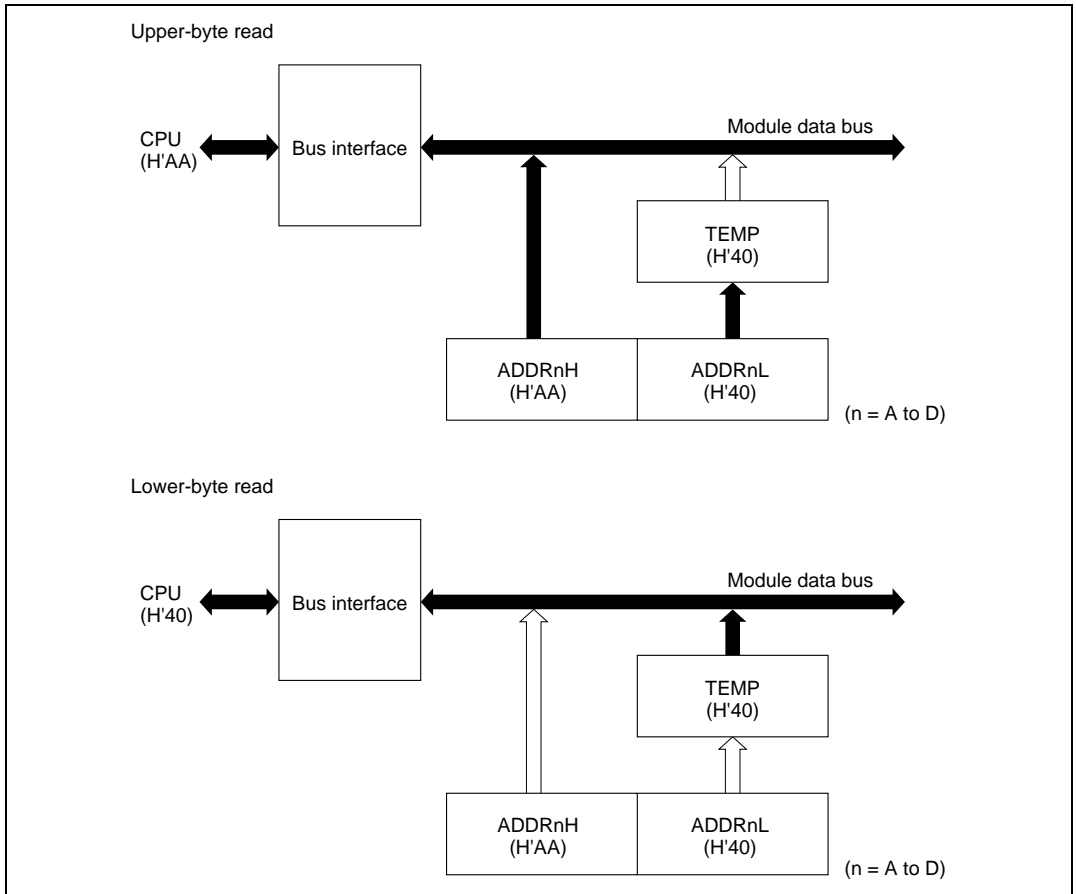 Upper-byte read
Module data bus
CPU
(H'AA)
Bus interface
TEMP
(H'40)
ADDRnH
(H'AA)
ADDRnL
(H'40)
(n = A to D)
Lower-byte read
Module data bus
CPU
(H'40)
Bus interface
TEMP
(H'40)
ADDRnH
(H'AA)
ADDRnL
(H'40)
(n = A to D)